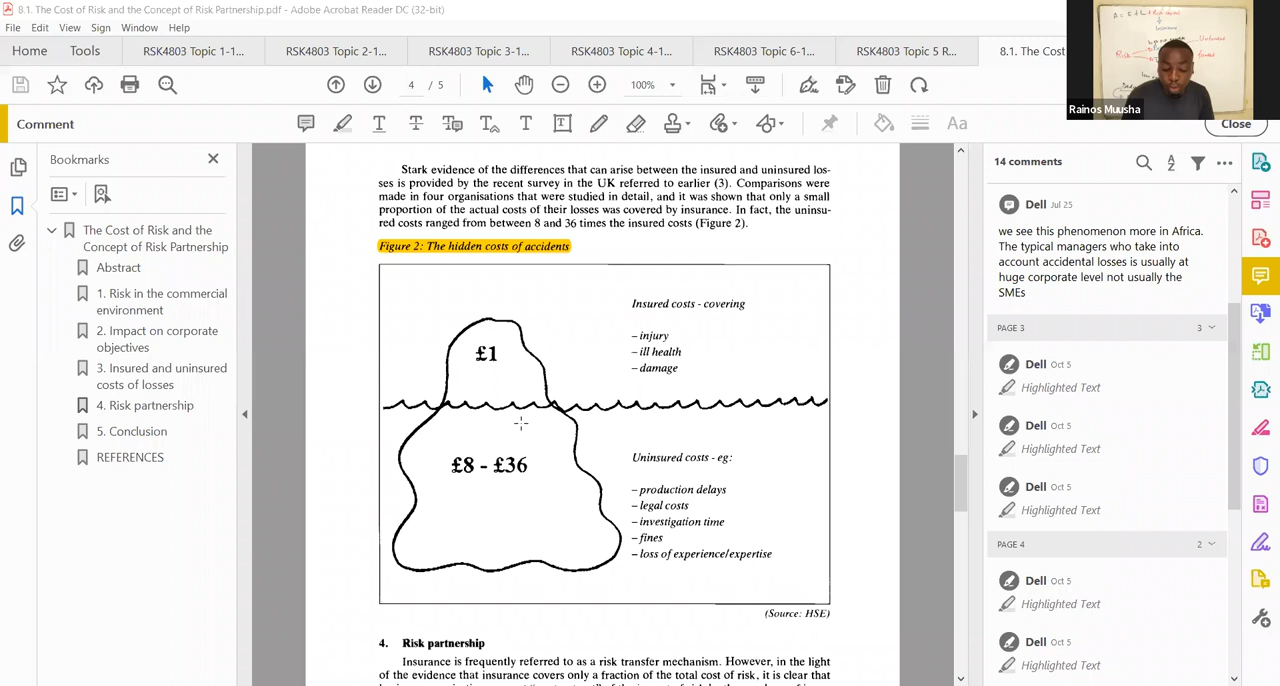 8.1. The Cost of Risk and the Concept of Risk Partnership.pdf - Adobe Acrobat Reader DC (32-bit)
File Edit View Sign Window Help
Home Tools RSK4803 Topic 1-1... RSK4803 Topic 2-1... RSK4803 Topic 3-1... RSK4803 Topic 4-1... RSK4803 Topic 6-1... RSK4803 Topic 5 R... 8.1. The Cost
4 / 5 100%
Rainos Muusha
Comment
Aa
Close
Bookmarks
The Cost of Risk and the
Concept of Risk Partnership
Abstract
1. Risk in the commercial
environment
2. Impact on corporate
objectives
3. Insured and uninsured
costs of losses
4. Risk partnership
5. Conclusion
REFERENCES
Stark evidence of the differences that can arise between the insured and uninsured los-
ses is provided by the recent survey in the UK referred to earlier (3). Comparisons were
made in four organisations that were studied in detail, and it was shown that only a small
proportion of the actual costs of their losses was covered by insurance. In fact, the uninsu-
red costs ranged from between 8 and 36 times the insured costs (Figure 2).
Figure 2: The hidden costs of accidents
£1
Insured costs - covering
– injury
– ill health
– damage
£8 - £36
Uninsured costs - eg:
– production delays
– legal costs
– investigation time
– fines
– loss of experience/expertise
(Source: HSE)
4. Risk partnership
Insurance is frequently referred to as a risk transfer mechanism. However, in the light
of the evidence that insurance covers only a fraction of the total cost of risk, it is clear that
14 comments
Dell Jul 25
we see this phenomenon more in Africa.
The typical managers who take into
account accidental losses is usually at
huge corporate level not usually the
SMEs
PAGE 3 3
Dell Oct 5
Highlighted Text
Dell Oct 5
Highlighted Text
Dell Oct 5
Highlighted Text
PAGE 4 2
Dell Oct 5
Highlighted Text
Dell Oct 5
Highlighted Text